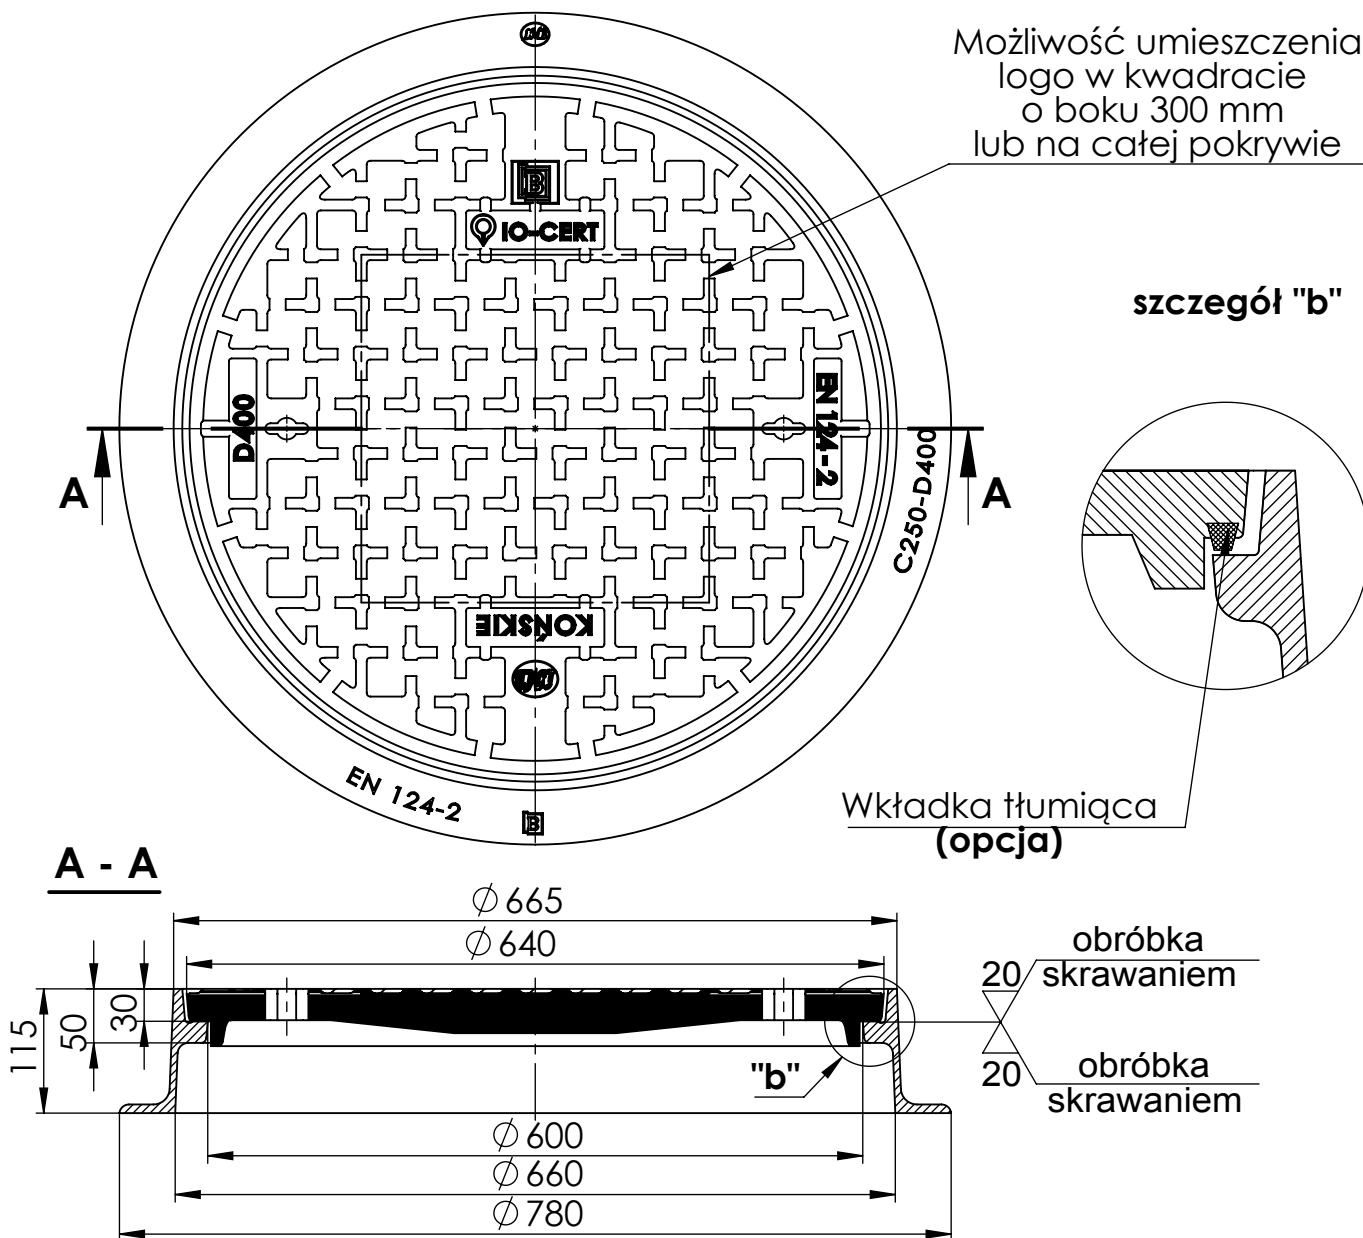 Możliwość umieszczenia
logo w kwadracie
o boku 300 mm
lub na całej pokrywie
B
IO-CERT
szczegół "b"
D400
EN 124-2
A
A
C250-D400
KOŃSKIE
EN 124-2
B
Wkładka tłumiąca
(opcja)
A - A
Ø 665
Ø 640
115
50
30
20
obróbka
skrawaniem
20
obróbka
skrawaniem
"b"
Ø 600
Ø 660
Ø 780